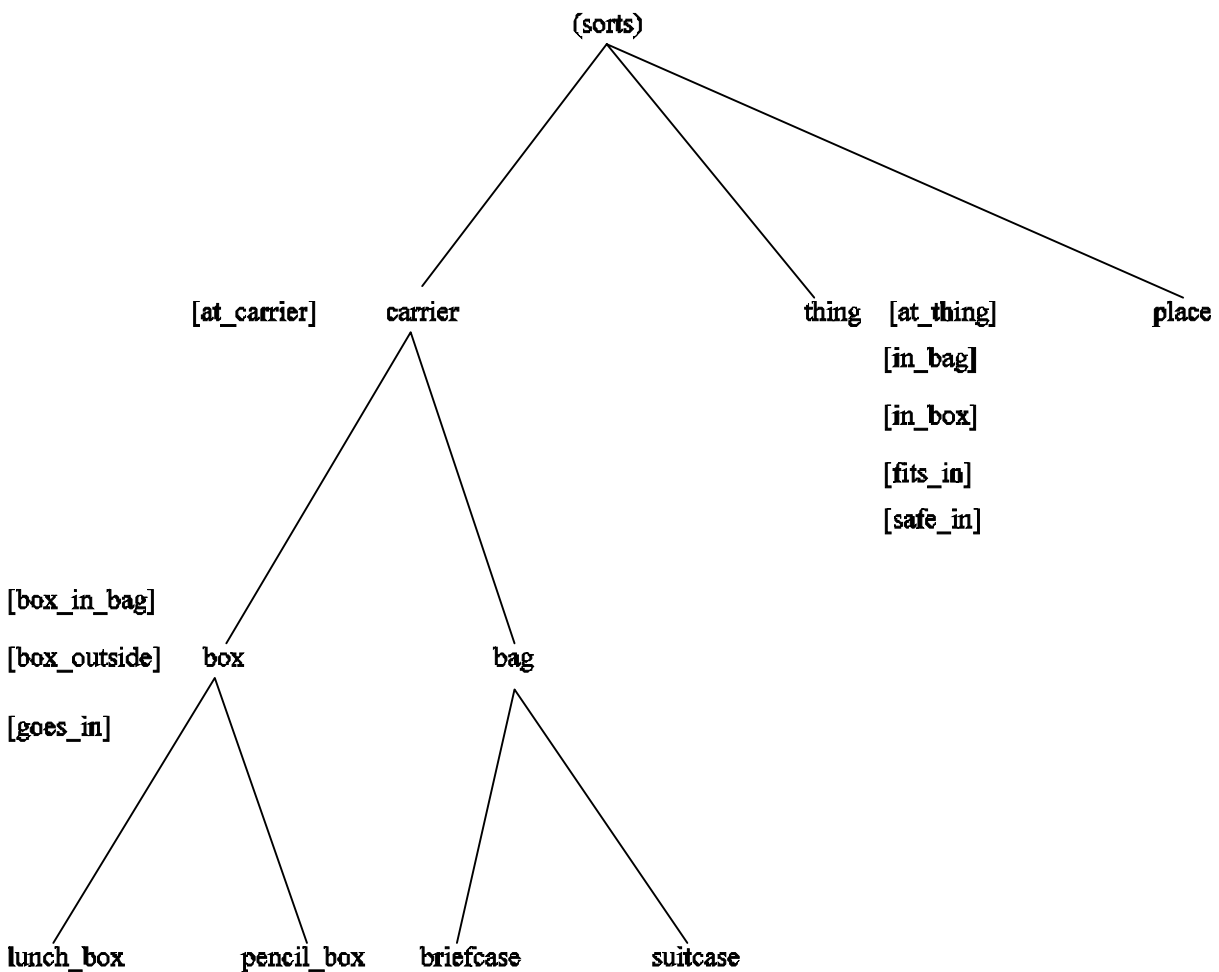 (sorts)
[at_carrier] carrier thing [at_thing] place
[in_bag]
[in_box]
[fits_in]
[safe_in]
[box_in_bag]
[box_outside] box bag
[goes_in]
lunch_box pencil_box briefcase suitcase